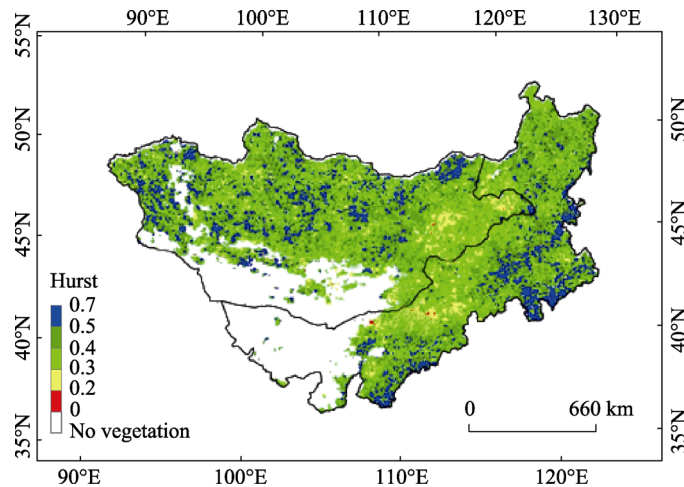 90°E 100°E 110°E 120°E 130°E
55°N
50°N 50°N
45°N 45°N
Hurst
0.7
0.5
0.4
0.3
0.2
0
No vegetation
40°N 40°N
0 660 km
35°N 35°N
90°E 100°E 110°E 120°E